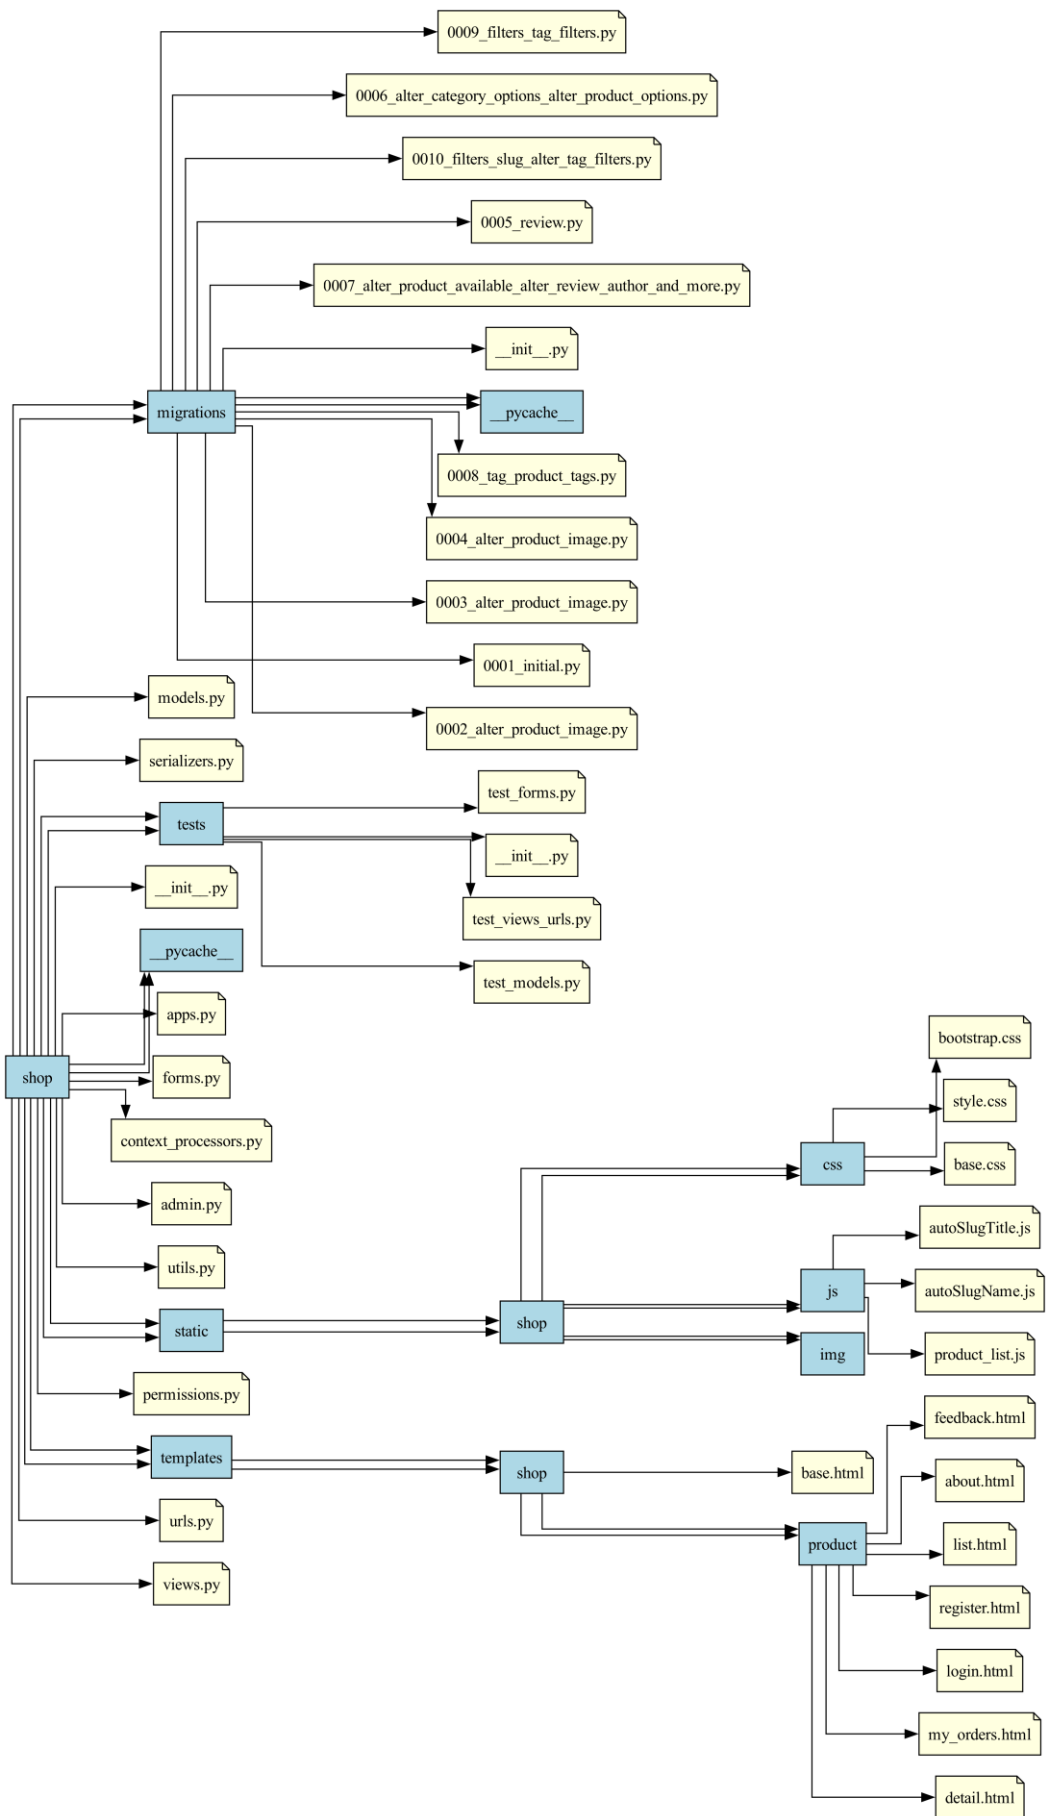 0009_filters_tag_filters.py
0006_alter_category_options_alter_product_options.py
0010_filters_slug_alter_tag_filters.py
0005_review.py
0007_alter_product_available_alter_review_author_and_more.py
__init__.py
migrations
__pycache__
0008_tag_product_tags.py
0004_alter_product_image.py
0003_alter_product_image.py
0001_initial.py
models.py
0002_alter_product_image.py
serializers.py
test_forms.py
tests
__init__.py
__init__.py
test_views_urls.py
__pycache__
test_models.py
apps.py
bootstrap.css
shop
forms.py
style.css
context_processors.py
css
base.css
admin.py
autoSlugTitle.js
utils.py
js
autoSlugName.js
static
shop
img
product_list.js
permissions.py
feedback.html
templates
shop
base.html
about.html
urls.py
product
list.html
views.py
register.html
login.html
my_orders.html
detail.html